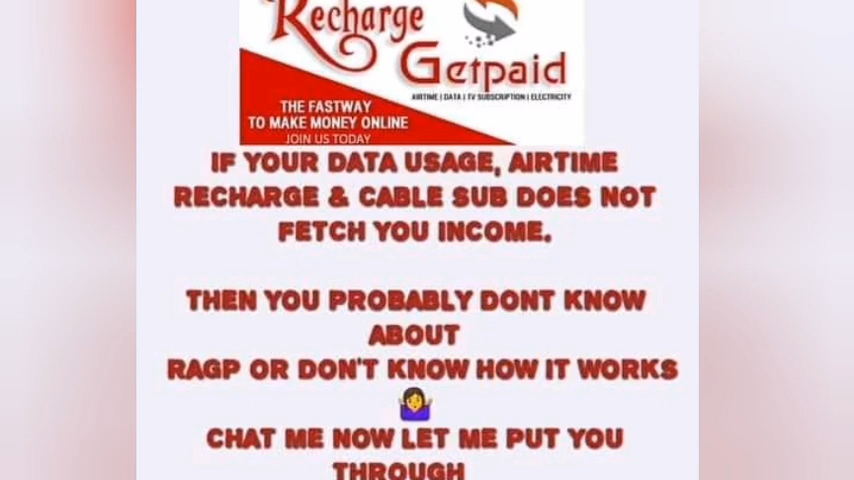 Recharge
Getpaid
AIRTIME | DATA | TV SUBSCRIPTION | ELECTRICITY
THE FASTWAY
TO MAKE MONEY ONLINE
JOIN US TODAY
IF YOUR DATA USAGE, AIRTIME
RECHARGE & CABLE SUB DOES NOT
FETCH YOU INCOME.
THEN YOU PROBABLY DONT KNOW
ABOUT
RAGP OR DON'T KNOW HOW IT WORKS
CHAT ME NOW LET ME PUT YOU
THROUGH